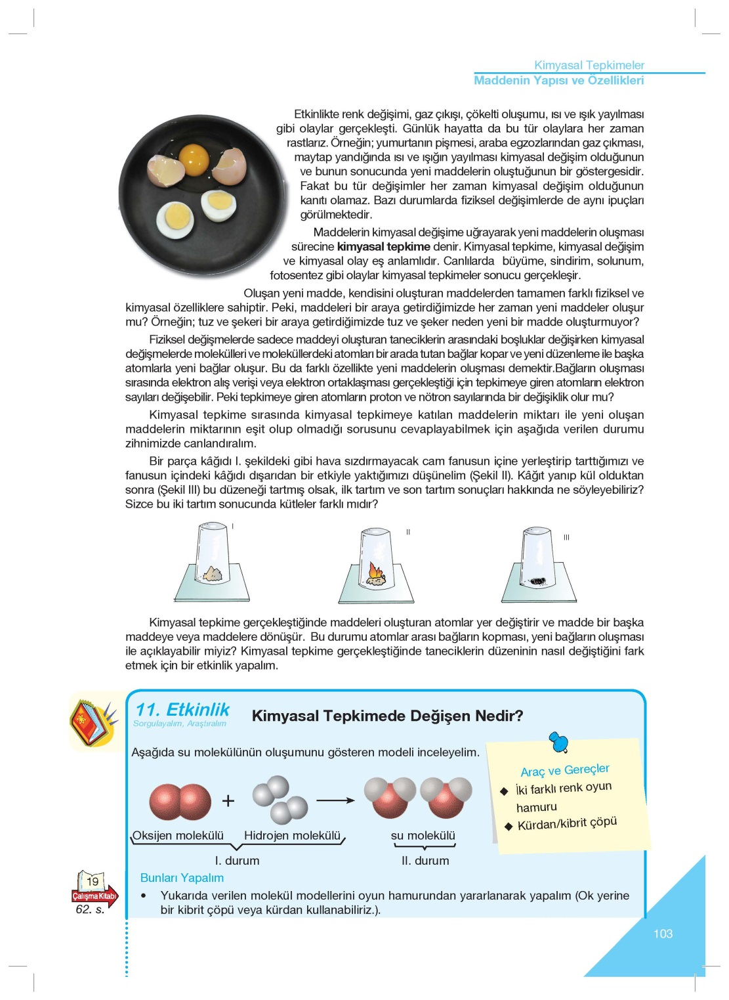 Kimyasal Tepkimeler
Maddenin Yapısı ve Özellikleri
Etkinlikte renk değişimi, gaz çıkışı, çökelti oluşumu, ısı ve ışık yayılması
gibi olaylar gerçekleşti. Günlük hayatta da bu tür olaylara her zaman
rastlarız. Örneğin; yumurtanın pişmesi, araba egzozlarından gaz çıkması,
maytap yandığında ısı ve ışığın yayılması kimyasal değişim olduğunun
ve bunun sonucunda yeni maddelerin oluştuğunun bir göstergesidir.
Fakat bu tür değişimler her zaman kimyasal değişim olduğunun
kanıtı olamaz. Bazı durumlarda fiziksel değişimlerde de aynı ipuçları
görülmektedir.
Maddelerin kimyasal değişime uğrayarak yeni maddelerin oluşması
sürecine kimyasal tepkime denir. Kimyasal tepkime, kimyasal değişim
ve kimyasal olay eş anlamlıdır. Canlılarda büyüme, sindirim, solunum,
fotosentez gibi olaylar kimyasal tepkimeler sonucu gerçekleşir.
Oluşan yeni madde, kendisini oluşturan maddelerden tamamen farklı fiziksel ve
kimyasal özelliklere sahiptir. Peki, maddeleri bir araya getirdiğimizde her zaman yeni maddeler oluşur
mu? Örneğin; tuz ve şekeri bir araya getirdiğimizde tuz ve şeker neden yeni bir madde oluşturmuyor?
Fiziksel değişmelerde sadece maddeyi oluşturan taneciklerin arasındaki boşluklar değişirken kimyasal
değişmelerde molekülleri ve moleküllerdeki atomları bir arada tutan bağlar kopar ve yeni düzenleme ile başka
atomlarla yeni bağlar oluşur. Bu da farklı özellikte yeni maddelerin oluşması demektir.Bağların oluşması
sırasında elektron alış verişi veya elektron ortaklaşması gerçekleştiği için tepkimeye giren atomların elektron
sayıları değişebilir. Peki tepkimeye giren atomların proton ve nötron sayılarında bir değişiklik olur mu?
Kimyasal tepkime sırasında kimyasal tepkimeye katılan maddelerin miktarı ile yeni oluşan
maddelerin miktarının eşit olup olmadığı sorusunu cevaplayabilmek için aşağıda verilen durumu
zihnimizde canlandıralım.
Bir parça kâğıdı I. şekildeki gibi hava sızdırmayacak cam fanusun içine yerleştirip tarttığımızı ve
fanusun içindeki kâğıdı dışarıdan bir etkiyle yaktığımızı düşünelim (Şekil II). Kâğıt yanıp kül olduktan
sonra (Şekil III) bu düzeneği tartmış olsak, ilk tartım ve son tartım sonuçları hakkında ne söyleyebiliriz?
Sizce bu iki tartım sonucunda kütleler farklı mıdır?
I
II
III
Kimyasal tepkime gerçekleştiğinde maddeleri oluşturan atomlar yer değiştirir ve madde bir başka
maddeye veya maddelere dönüşür. Bu durumu atomlar arası bağların kopması, yeni bağların oluşması
ile açıklayabilir miyiz? Kimyasal tepkime gerçekleştiğinde taneciklerin düzeninin nasıl değiştiğini fark
etmek için bir etkinlik yapalım.
11. Etkinlik
Sorgulayalım, Araştıralım
Kimyasal Tepkimede Değişen Nedir?
Aşağıda su molekülünün oluşumunu gösteren modeli inceleyelim.
Araç ve Gereçler
◆ İki farklı renk oyun
hamuru
◆ Kürdan/kibrit çöpü
+
Oksijen molekülü Hidrojen molekülü su molekülü
I. durum II. durum
Bunları Yapalım
• Yukarıda verilen molekül modellerini oyun hamurundan yararlanarak yapalım (Ok yerine
bir kibrit çöpü veya kürdan kullanabiliriz.).
19
Çalışma Kitabı
62. s.
103